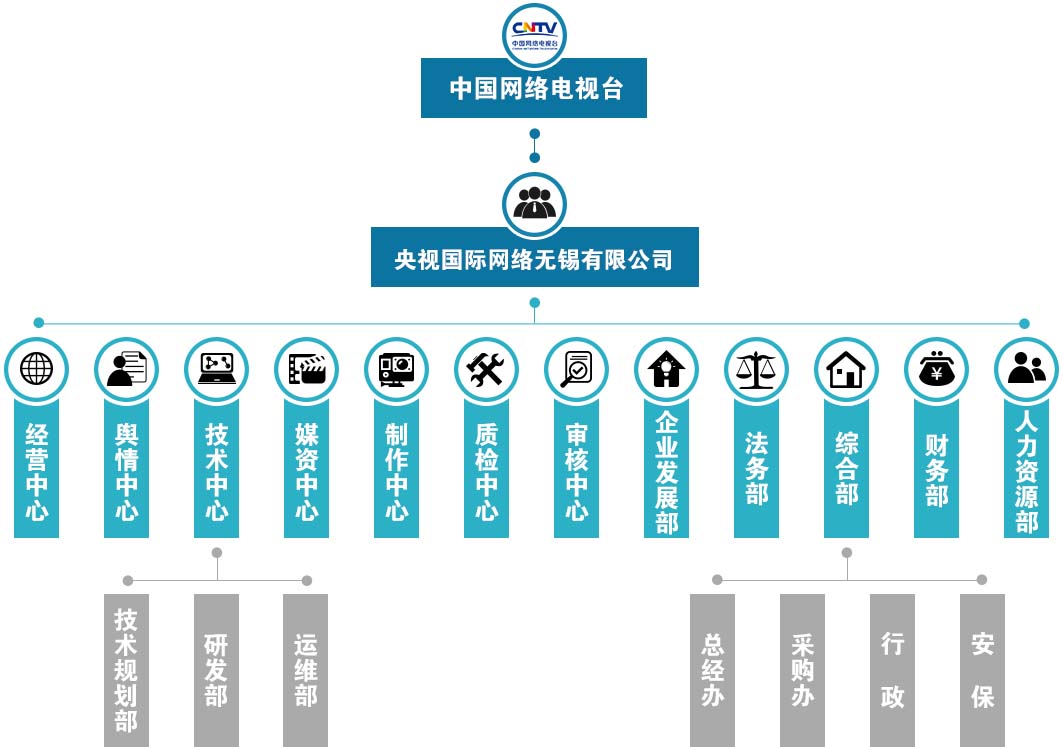 CNTV
中国网络电视台
中国网络电视台
央视国际网络无锡有限公司
经营中心
舆情中心
技术中心
媒资中心
制作中心
质检中心
审核中心
企业发展部
法务部
综合部
财务部
人力资源部
技术规划部
研发部
运维部
总经办
采购办
行政
安保